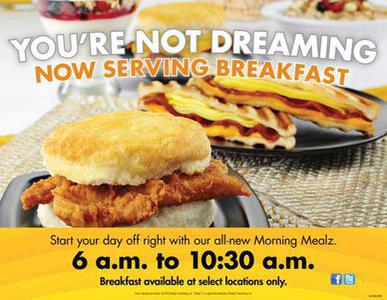 YOU'RE NOT DREAMING
NOW SERVING BREAKFAST
Start your day off right with our all-new Morning Mealz.
6 a.m. to 10:30 a.m.
Breakfast available at select locations only.